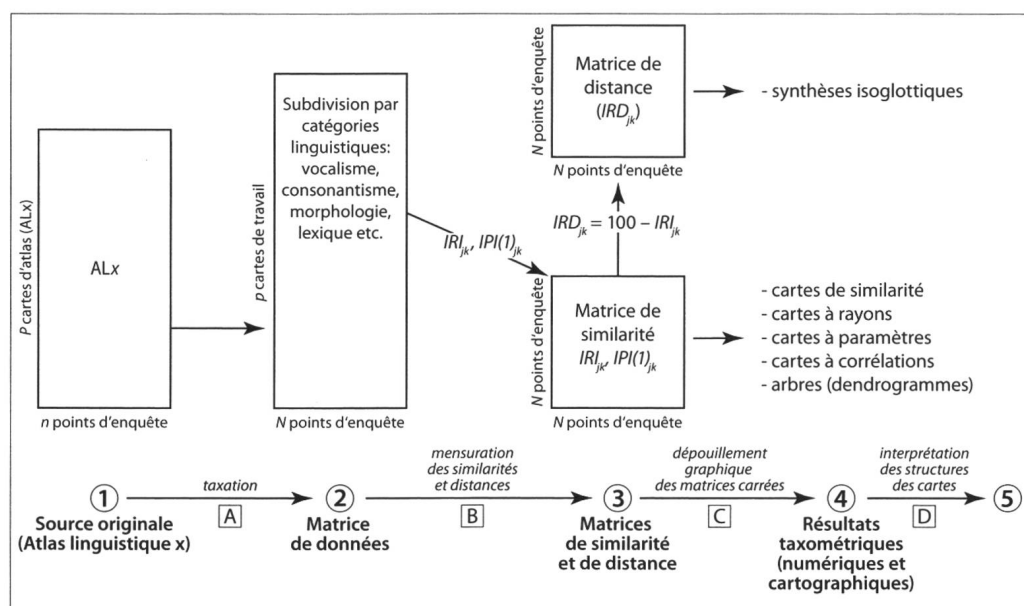 P cartes d'atlas (ALx)
ALx
n points d'enquête
p cartes de travail
Subdivision par
catégories
linguistiques:
vocalisme,
consonantisme,
morphologie,
lexique etc.
N points d'enquête
IRI_jk, IPI(1)_jk
N points d'enquête
Matrice de
distance
(IRD_jk)
N points d'enquête
- synthèses isoglottiques
IRD_jk = 100 – IRI_jk
N points d'enquête
Matrice de
similarité
IRI_jk, IPI(1)_jk
N points d'enquête
- cartes de similarité
- cartes à rayons
- cartes à paramètres
- cartes à corrélations
- arbres (dendrogrammes)
1
Source originale
(Atlas linguistique x)
taxation
A
2
Matrice
de données
mensuration
des similarités
et distances
B
3
Matrices
de similarité
et de distance
dépouillement
graphique
des matrices carrées
C
4
Résultats
taxométriques
(numériques et
cartographiques)
interprétation
des structures
des cartes
D
5